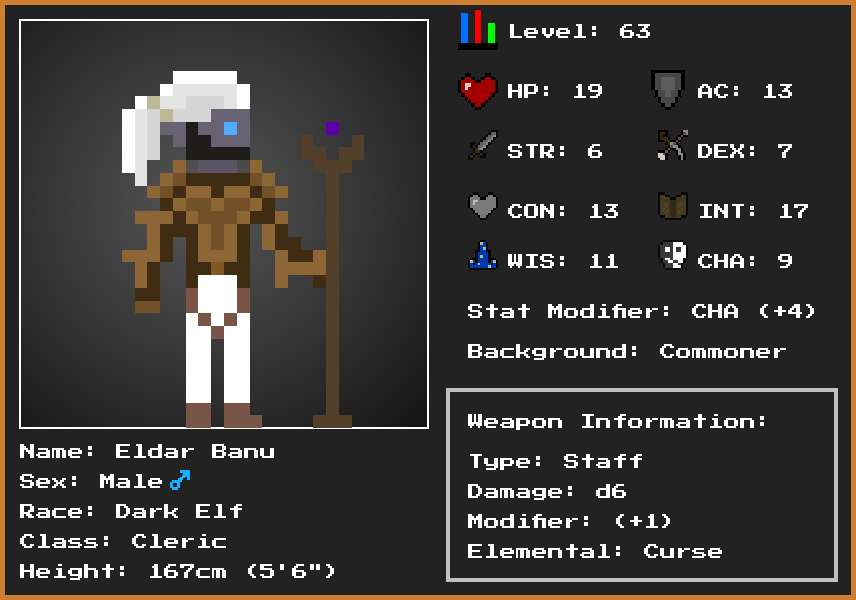 Level: 63
HP: 19
AC: 13
STR: 6
DEX: 7
CON: 13
INT: 17
WIS: 11
CHA: 9
Stat Modifier: CHA (+4)
Background: Commoner
Weapon Information:
Type: Staff
Damage: d6
Modifier: (+1)
Elemental: Curse
Name: Eldar Banu
Sex: Male♂
Race: Dark Elf
Class: Cleric
Height: 167cm (5'6")